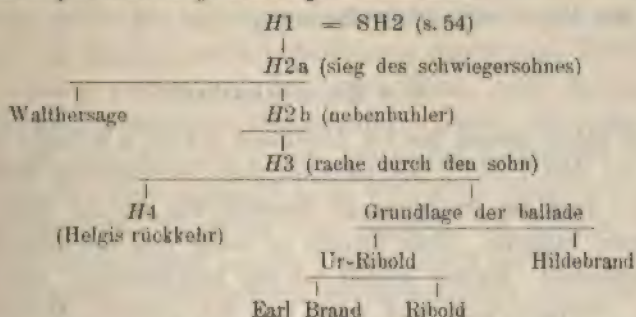 H1 = SH2 (s. 54)
H2a (sieg des schwiegersohnes)
Walthersage H2b (nebenbuhler)
H3 (rache durch den sohn)
H4 Grundlage der ballade
(Helgis rückkehr)
Ur-Ribold Hildebrand
Earl Brand Ribold